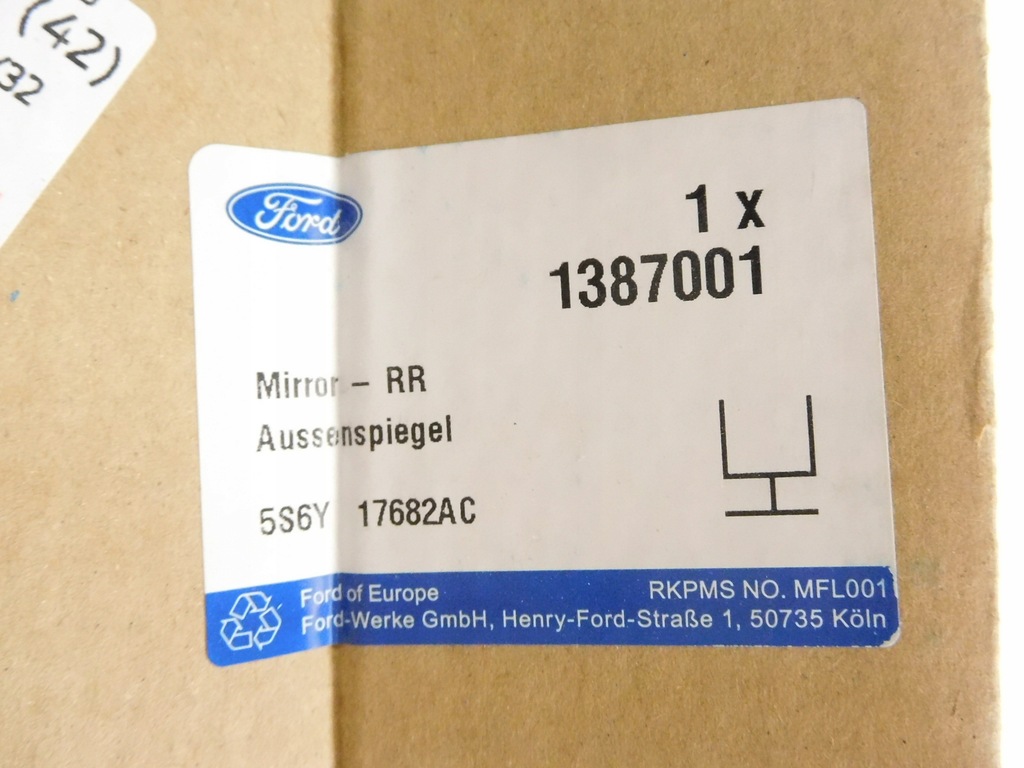 (42)
Ford
1 x
1387001
Mirror - RR
Aussenspiegel
5S6Y 17682AC
Ford of Europe
RKPMS NO. MFL001
Ford-Werke GmbH, Henry-Ford-Straße 1, 50735 Köln